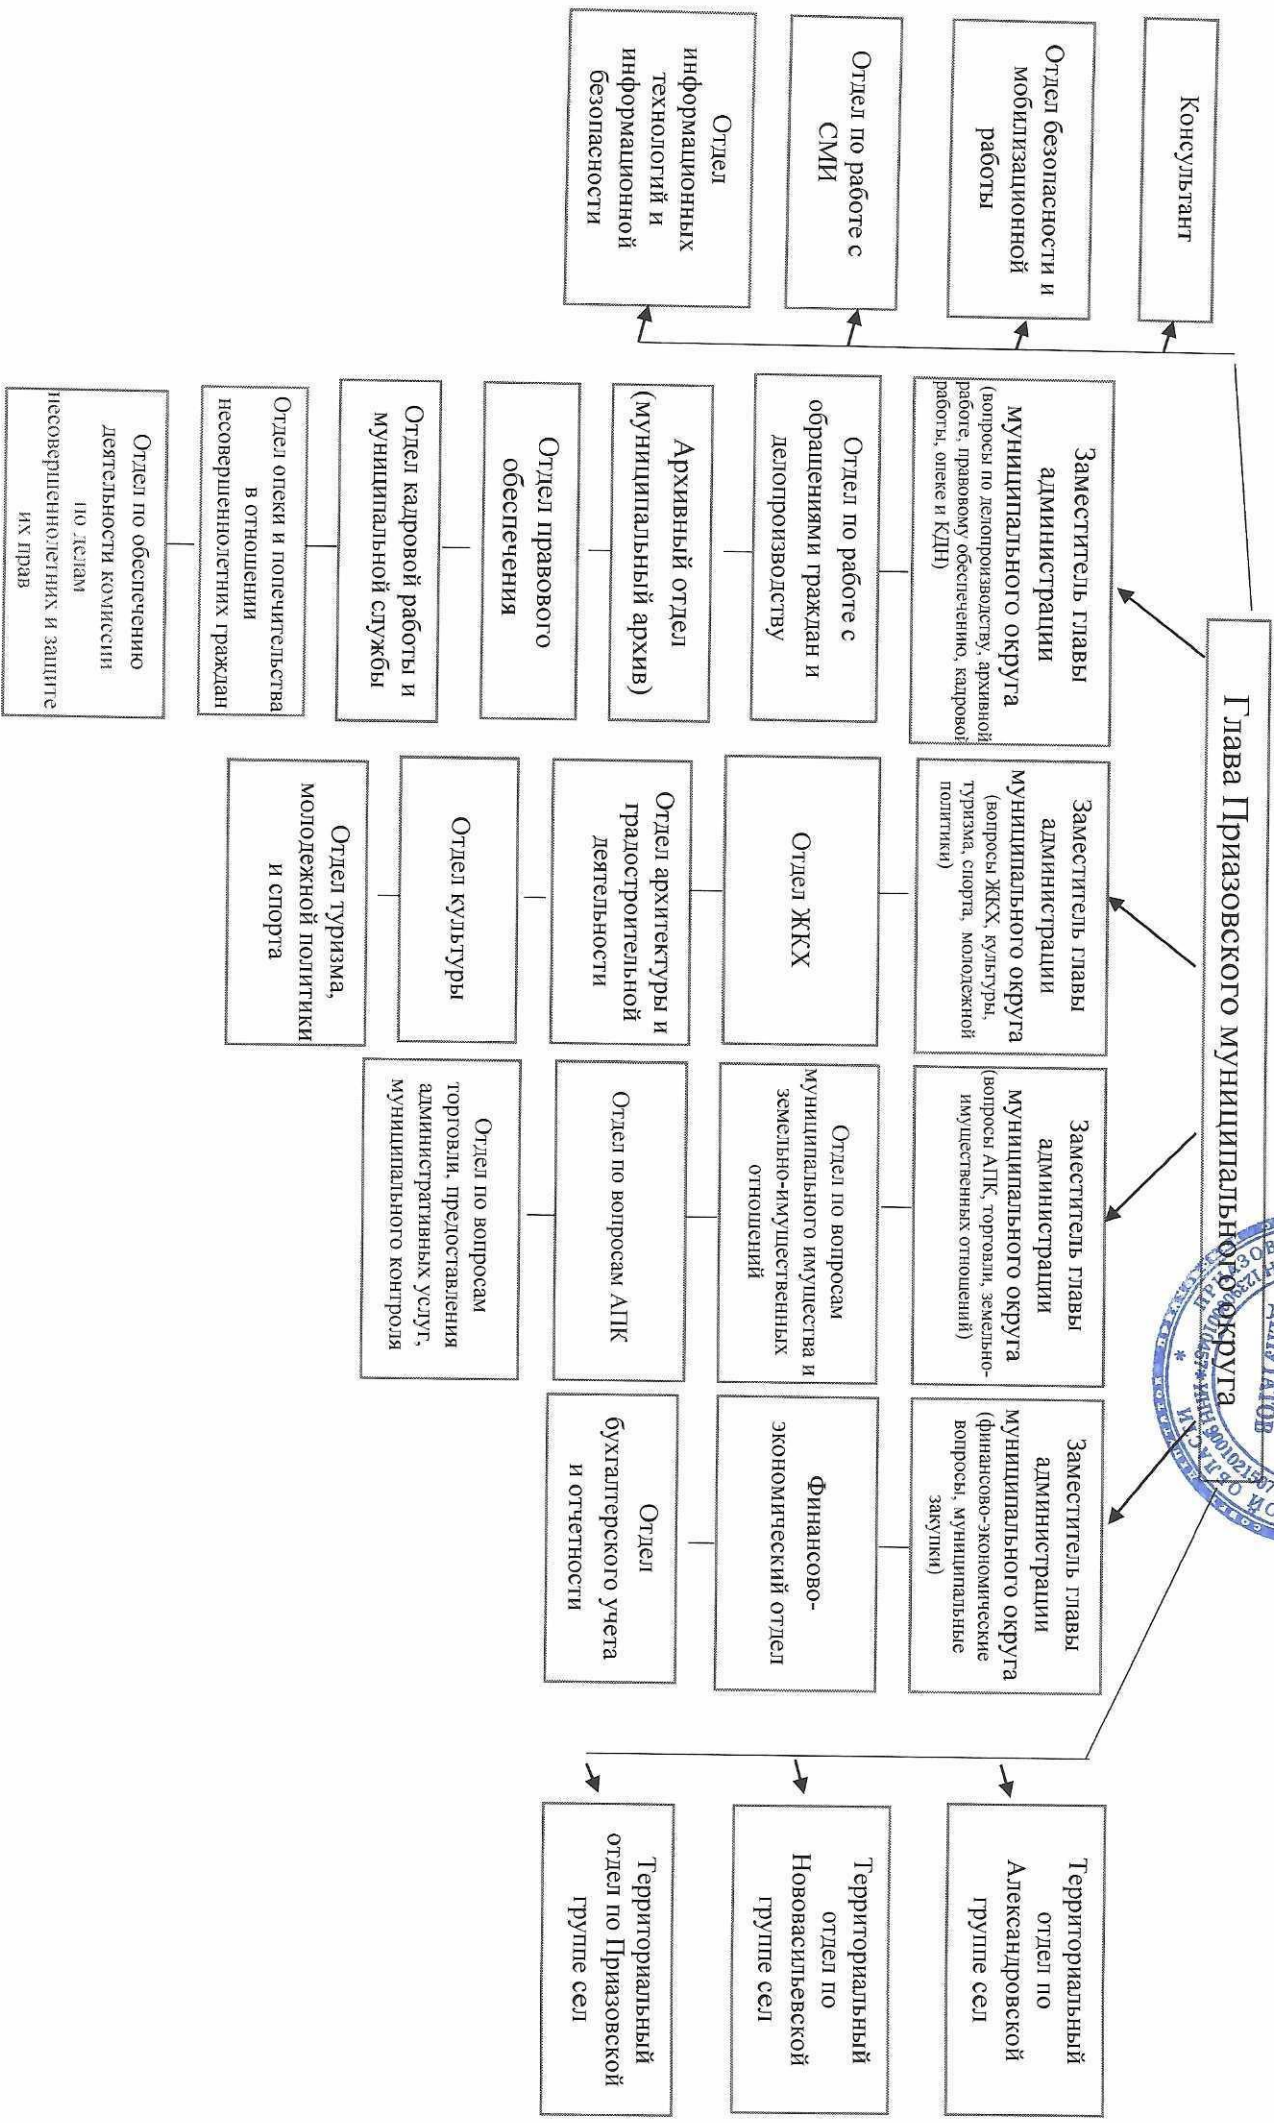 Глава Приазовского муниципального округа
Консультант
Отдел безопасности и
мобилизационной
работы
Отдел по работе с
СМИ
Отдел
информационных
технологий и
информационной
безопасности
Заместитель главы
администрации
муниципального округа
(вопросы по делопроизводству, архивной
работе, правовому обеспечению, кадровой
работы, опеке и КДН)
Отдел по работе с
обращениями граждан и
делопроизводству
Архивный отдел
(муниципальный архив)
Отдел правового
обеспечения
Отдел кадровой работы и
муниципальной службы
Отдел опеки и попечительства
в отношении
несовершеннолетних граждан
Отдел по обеспечению
деятельности комиссии
по делам
несовершеннолетних и защите
их прав
Заместитель главы
администрации
муниципального округа
(вопросы ЖКХ, культуры,
туризма, спорта, молодежной
политики)
Отдел ЖКХ
Отдел архитектуры и
градостроительной
деятельности
Отдел культуры
Отдел туризма,
молодежной политики
и спорта
Заместитель главы
администрации
муниципального округа
(вопросы АПК, торговли, земельно-
имущественных отношений)
Отдел по вопросам
муниципального имущества и
земельно-имущественных
отношений
Отдел по вопросам АПК
Отдел по вопросам
торговли, предоставления
административных услуг,
муниципального контроля
Заместитель главы
администрации
муниципального округа
(финансово-экономические
вопросы, муниципальные
закупки)
Финансово-
экономический отдел
Отдел
бухгалтерского учета
и отчетности
Территориальный
отдел по
Александровской
группе сел
Территориальный
отдел по
Нововасильевской
группе сел
Территориальный
отдел по Приазовской
группе сел
ИНН
ОБЛАСТИ